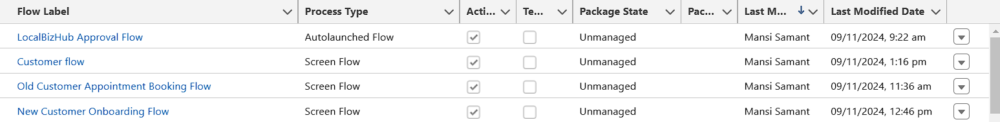 Flow Label Process Type Acti... Te... Package State Pac... Last M... Last Modified Date
LocalBizHub Approval Flow Autolaunched Flow Unmanaged Mansi Samant 09/11/2024, 9:22 am
Customer flow Screen Flow Unmanaged Mansi Samant 09/11/2024, 1:16 pm
Old Customer Appointment Booking Flow Screen Flow Unmanaged Mansi Samant 09/11/2024, 11:36 am
New Customer Onboarding Flow Screen Flow Unmanaged Mansi Samant 09/11/2024, 12:46 pm